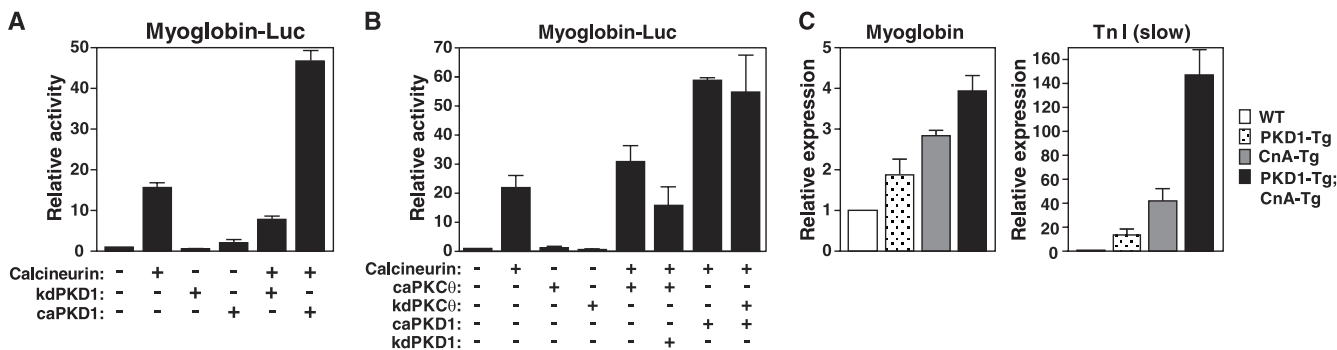 A
Myoglobin-Luc
Relative activity
50
40
30
20
10
0
Calcineurin: - + - - + +
kdPKD1: - - + - + -
caPKD1: - - - + - +
B
Myoglobin-Luc
Relative activity
70
60
50
40
30
20
10
0
Calcineurin: - + - - + + + +
caPKCθ: - - + - + + - -
kdPKCθ: - - - + - - - +
caPKD1: - - - - - - + +
kdPKD1: - - - - - + - -
C
Myoglobin
Relative expression
5
4
3
2
1
0
Tn I (slow)
Relative expression
160
140
120
100
80
60
40
20
0
WT
PKD1-Tg
CnA-Tg
PKD1-Tg;
CnA-Tg